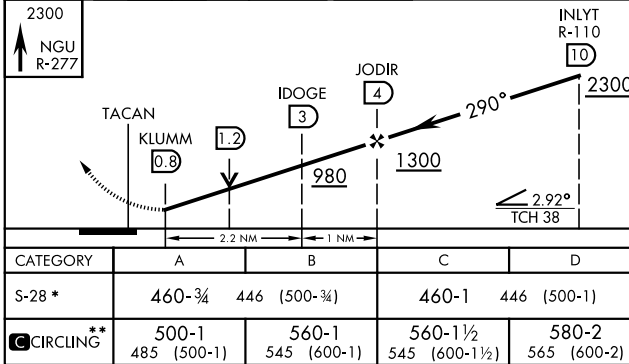 2300
NGU
R-277
INLYT
R-110
10
2300
JODIR
4
IDOGE
3
290°
TACAN
KLUMM
0.8
1.2
1300
980
2.92°
TCH 38
2.2 NM
1 NM
CATEGORY A B C D
S-28 * 460-¾ 446 (500-¾) 460-1 446 (500-1)
C CIRCLING ** 500-1 485 (500-1) 560-1 545 (600-1) 560-1½ 545 (600-1½) 580-2 565 (600-2)